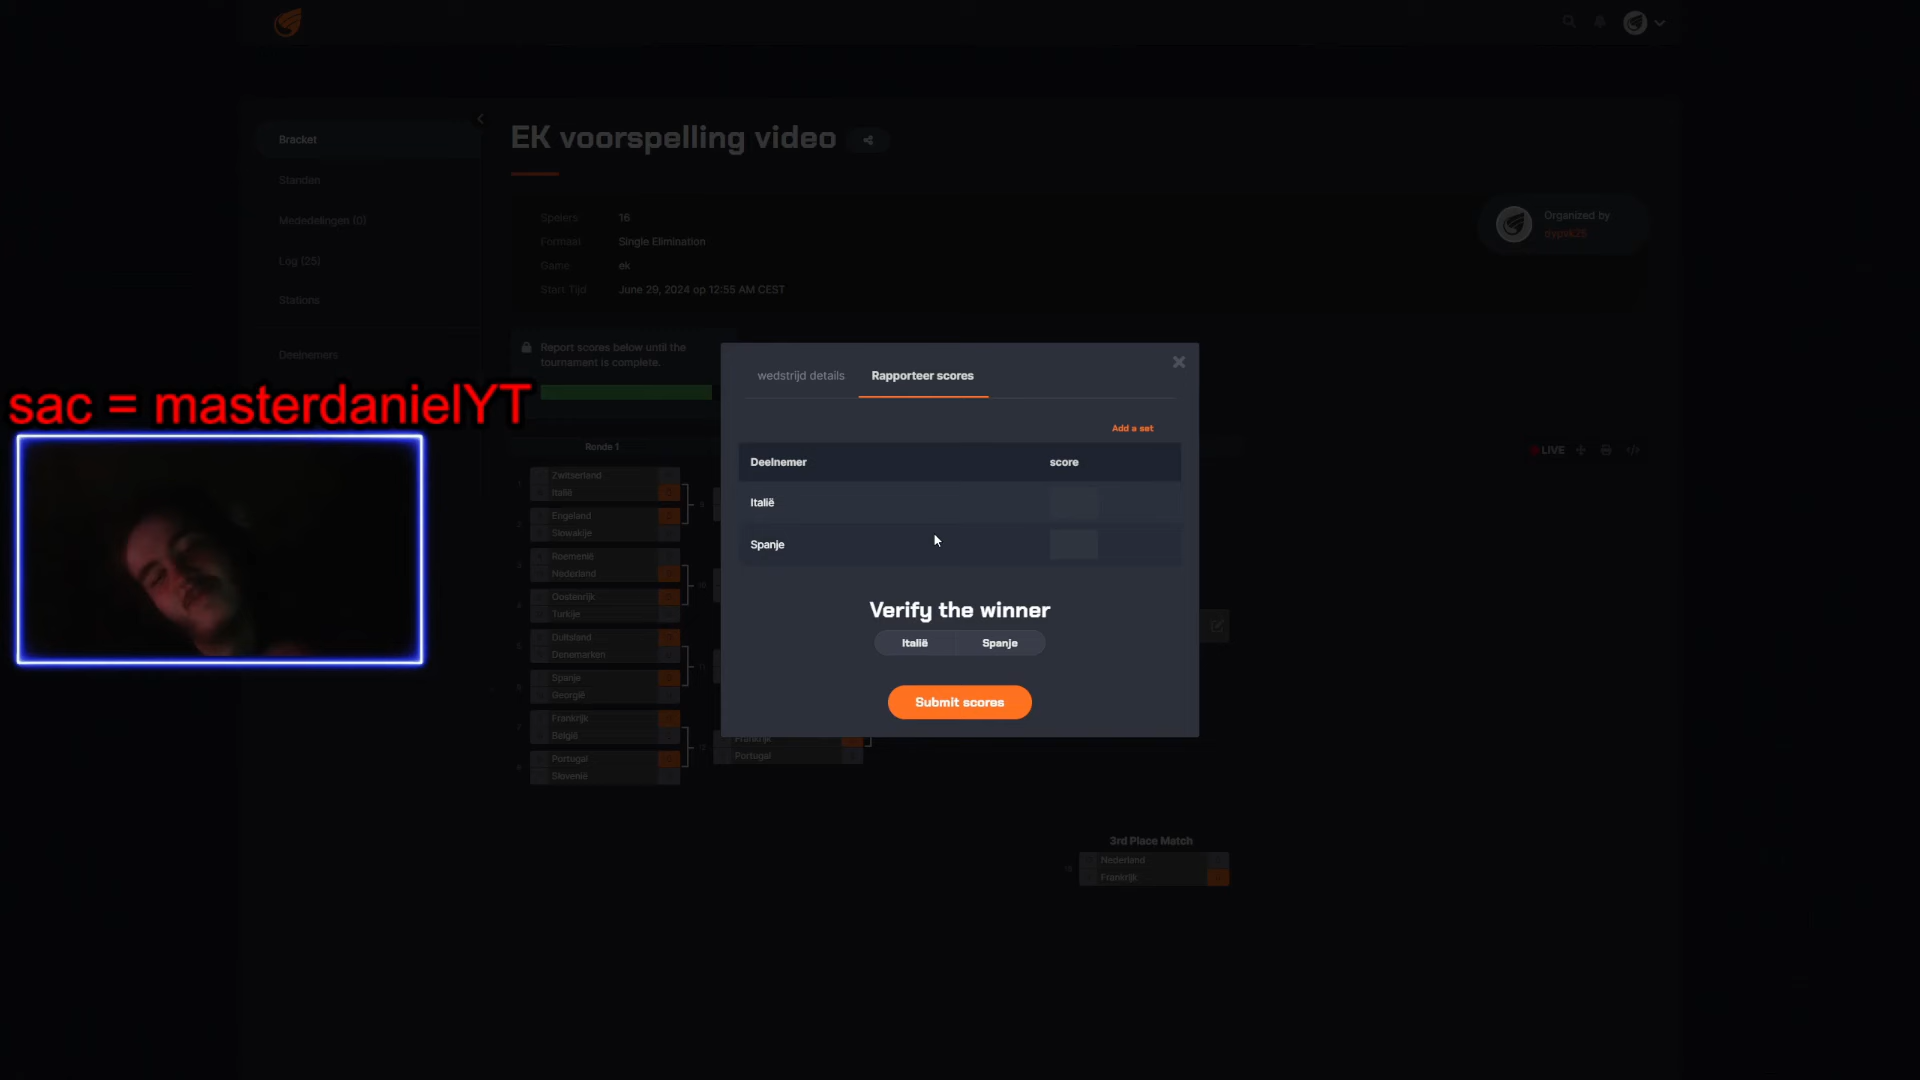 EK voorspelling video
Bracket
Standen
Mededelingen (0)
Log (25)
Stations
Deelnemers
Spelers 16
Formaat Single Elimination
Game ek
Start Tijd June 29, 2024 op 12:55 AM CEST
Organized by
Report scores below until the
tournament is complete.
sac = masterdanielYT
wedstrijd details
Rapporteer scores
Add a set
Deelnemer score
Italië
Spanje
Verify the winner
Italië Spanje
Submit scores
LIVE
Ronde 1
Zwitserland
Italië
Engeland
Slowakije
Roemenië
Nederland
Oostenrijk
Turkije
Duitsland
Denemarken
Spanje
Georgië
Frankrijk
België
Portugal
Slovenië
Frankrijk
Portugal
3rd Place Match
Nederland
Frankrijk